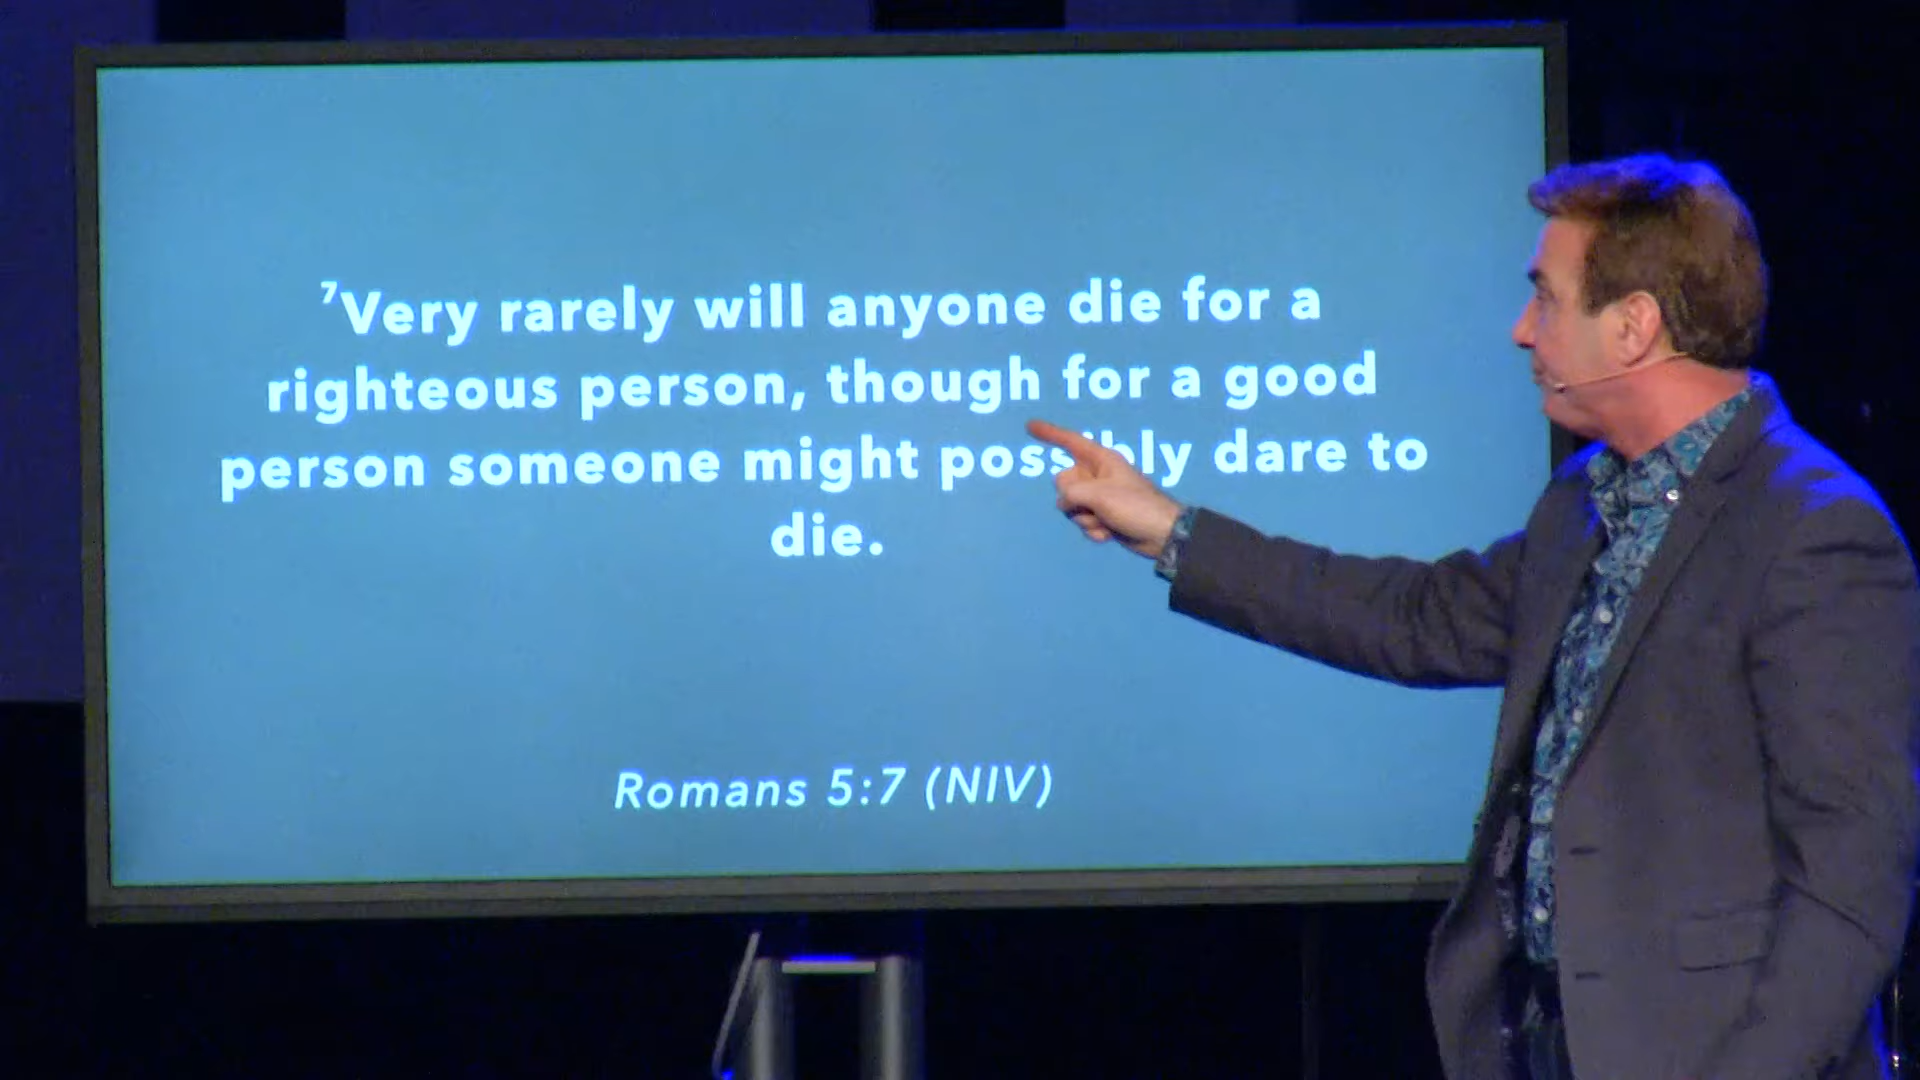 ⁷Very rarely will anyone die for a
righteous person, though for a good
person someone might possibly dare to
die.
Romans 5:7 (NIV)